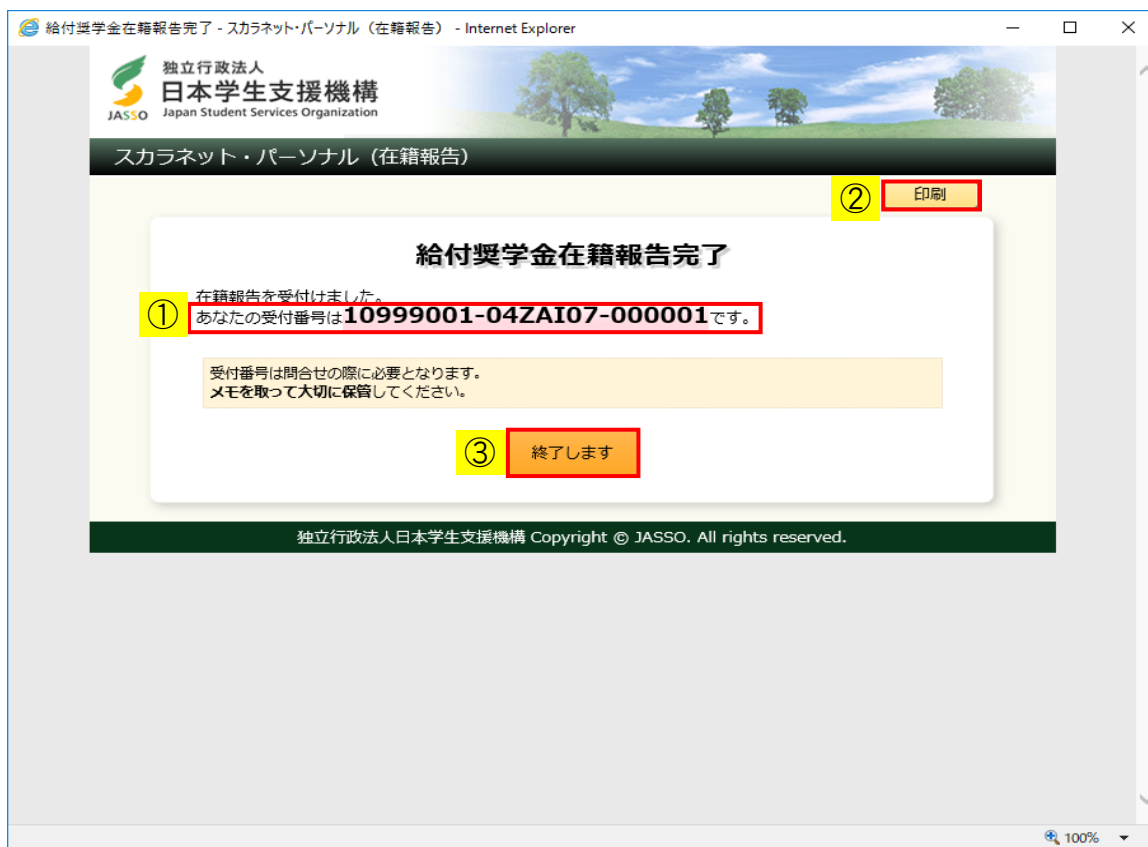 給付奨学金在籍報告完了 - スカラネット・パーソナル（在籍報告） - Internet Explorer
独立行政法人
日本学生支援機構
Japan Student Services Organization
JASSO
スカラネット・パーソナル（在籍報告）
② 印刷
給付奨学金在籍報告完了
在籍報告を受付けました。
① あなたの受付番号は10999001-04ZAI07-000001です。
受付番号は問合せの際に必要となります。
メモを取って大切に保管してください。
③ 終了します
独立行政法人日本学生支援機構 Copyright © JASSO. All rights reserved.
100%